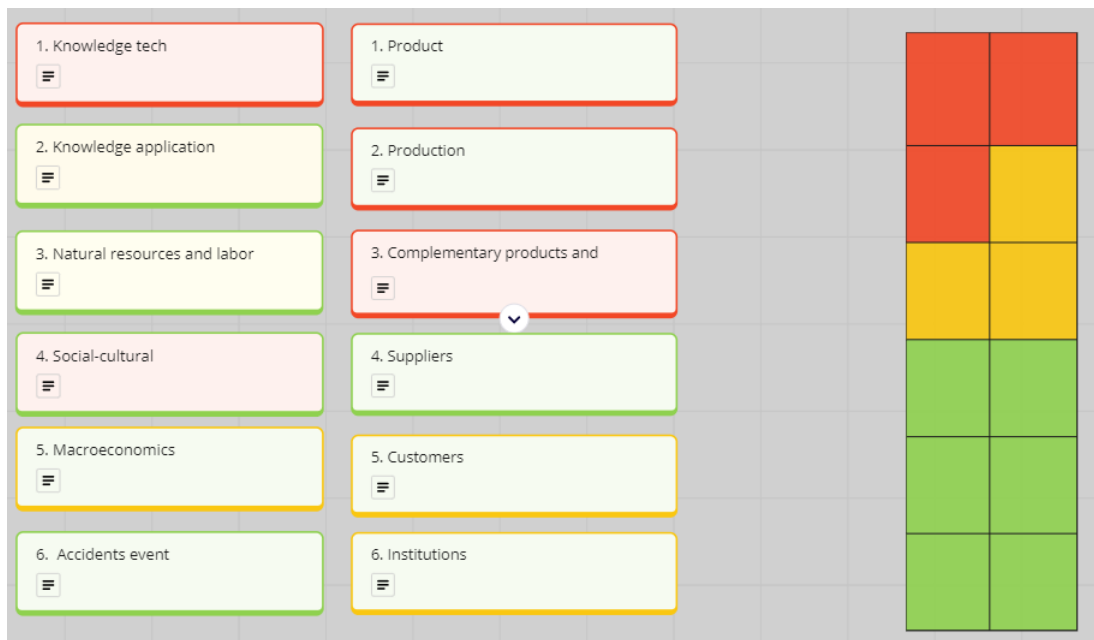 1. Knowledge tech
2. Knowledge application
3. Natural resources and labor
4. Social-cultural
5. Macroeconomics
6. Accidents event
1. Product
2. Production
3. Complementary products and
4. Suppliers
5. Customers
6. Institutions